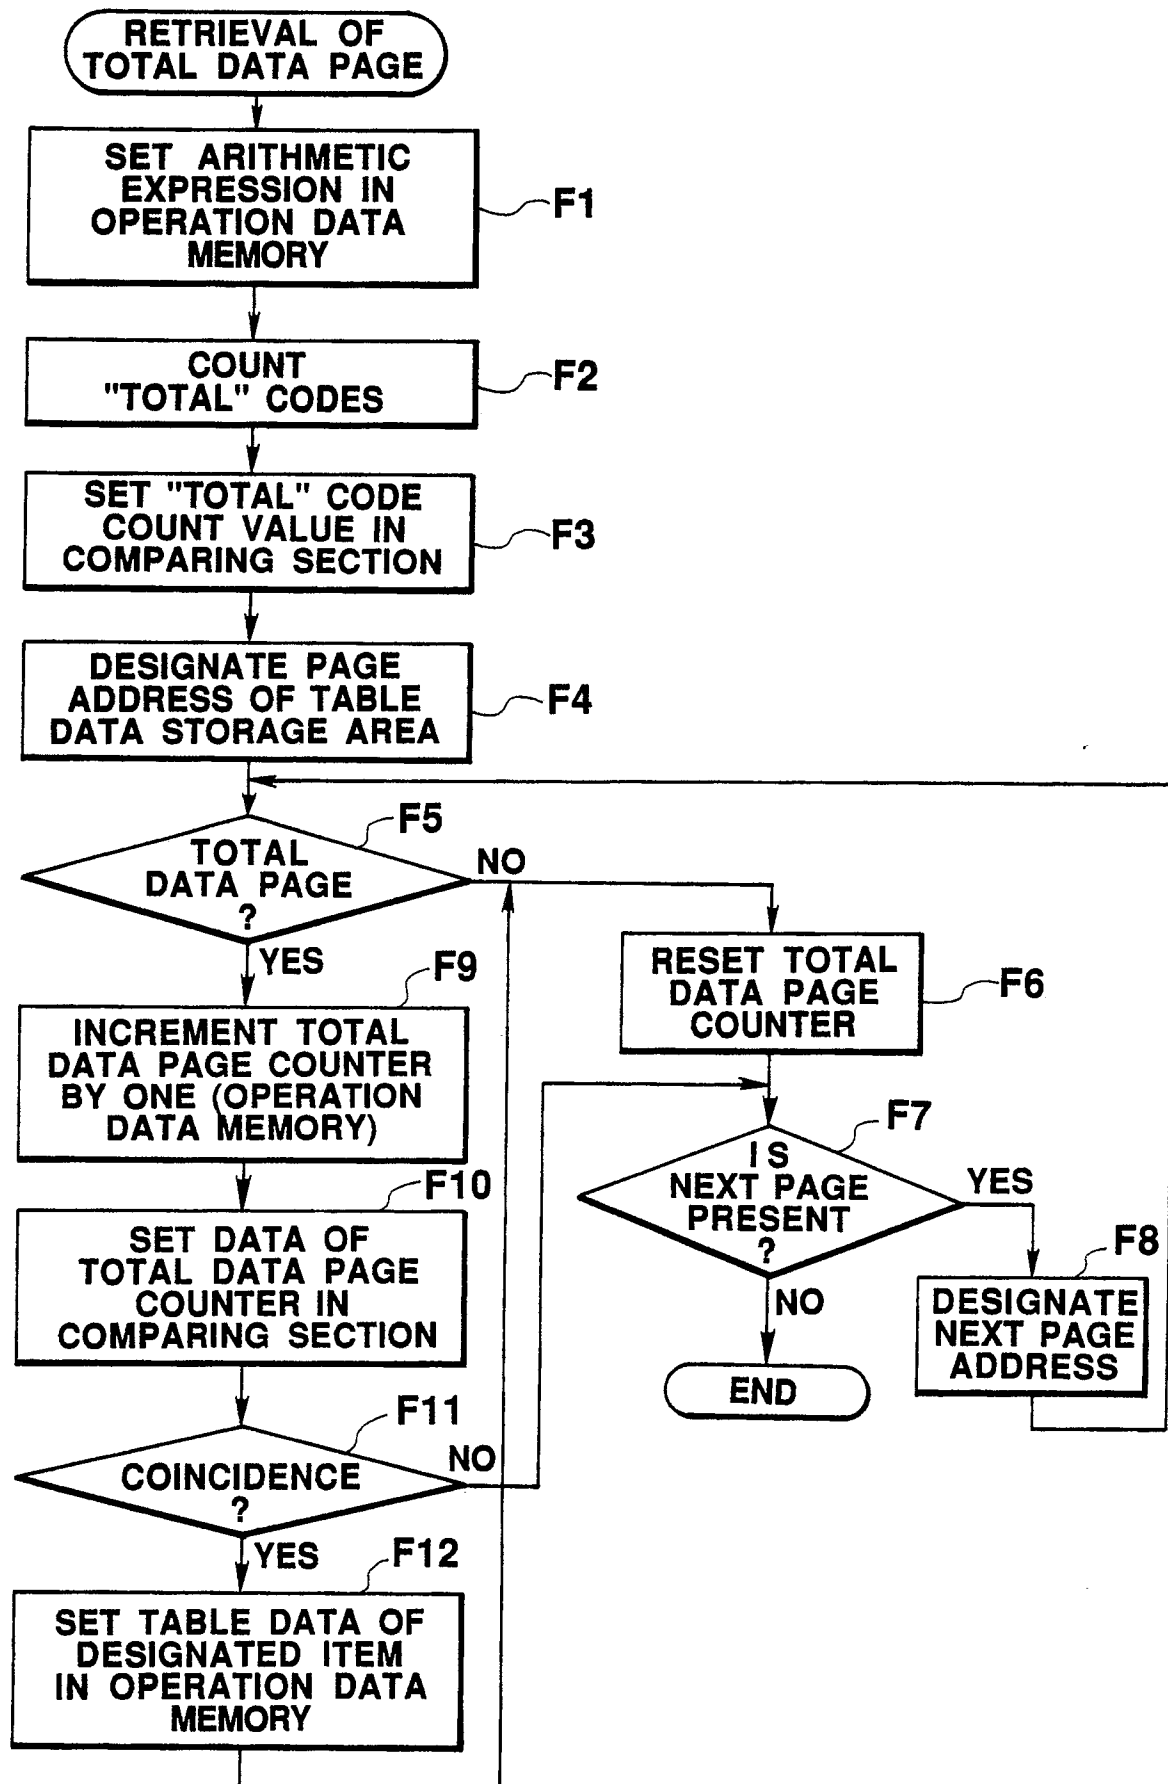 RETRIEVAL OF
TOTAL DATA PAGE
SET ARITHMETIC
EXPRESSION IN
OPERATION DATA
MEMORY
F1
COUNT
"TOTAL" CODES
F2
SET "TOTAL" CODE
COUNT VALUE IN
COMPARING SECTION
F3
DESIGNATE PAGE
ADDRESS OF TABLE
DATA STORAGE AREA
F4
F5
TOTAL
DATA PAGE
?
NO
YES
RESET TOTAL
DATA PAGE
COUNTER
F6
F9
INCREMENT TOTAL
DATA PAGE COUNTER
BY ONE (OPERATION
DATA MEMORY)
F7
IS
NEXT PAGE
PRESENT
?
YES
NO
F8
DESIGNATE
NEXT PAGE
ADDRESS
END
F10
SET DATA OF
TOTAL DATA PAGE
COUNTER IN
COMPARING SECTION
F11
COINCIDENCE
?
NO
YES
F12
SET TABLE DATA OF
DESIGNATED ITEM
IN OPERATION DATA
MEMORY